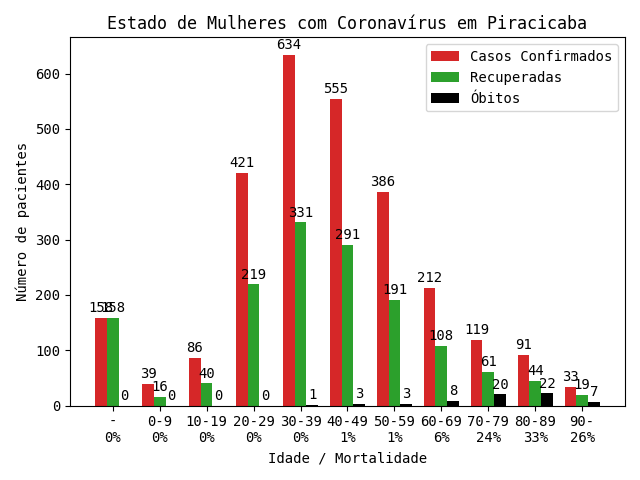 Estado de Mulheres com Coronavírus em Piracicaba
Casos Confirmados
Recuperadas
Óbitos
Número de pacientes
600
500
400
300
200
100
0
158 158 0
39 16 0
86 40 0
421 219 0
634 331 1
555 291 3
386 191 3
212 108 8
119 61 20
91 44 22
33 19 7
- 0-9 10-19 20-29 30-39 40-49 50-59 60-69 70-79 80-89 90-
0% 0% 0% 0% 0% 1% 1% 6% 24% 33% 26%
Idade / Mortalidade